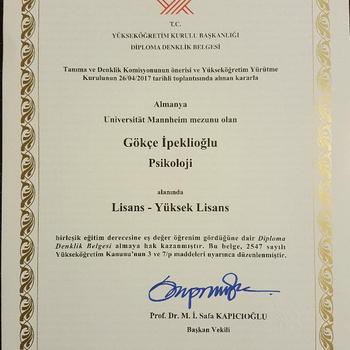 T.C.
YÜKSEKÖĞRETİM KURULU BAŞKANLIĞI
DİPLOMA DENKLİK BELGESİ
Tanıma ve Denklik Komisyonunun önerisi ve Yükseköğretim Yürütme
Kurulunun 26/04/2017 tarihli toplantısında alınan kararla
Almanya
Universität Mannheim mezunu olan
Gökçe İpeklioğlu
Psikoloji
alanında
Lisans - Yüksek Lisans
birleşik eğitim derecesine eş değer öğrenim gördüğüne dair Diploma
Denklik Belgesi almaya hak kazanmıştır. Bu belge, 2547 sayılı
Yükseköğretim Kanunu'nun 3 ve 7/p maddeleri uyarınca düzenlenmiştir.
Prof. Dr. M. İ. Safa KAPICIOĞLU
Başkan Vekili